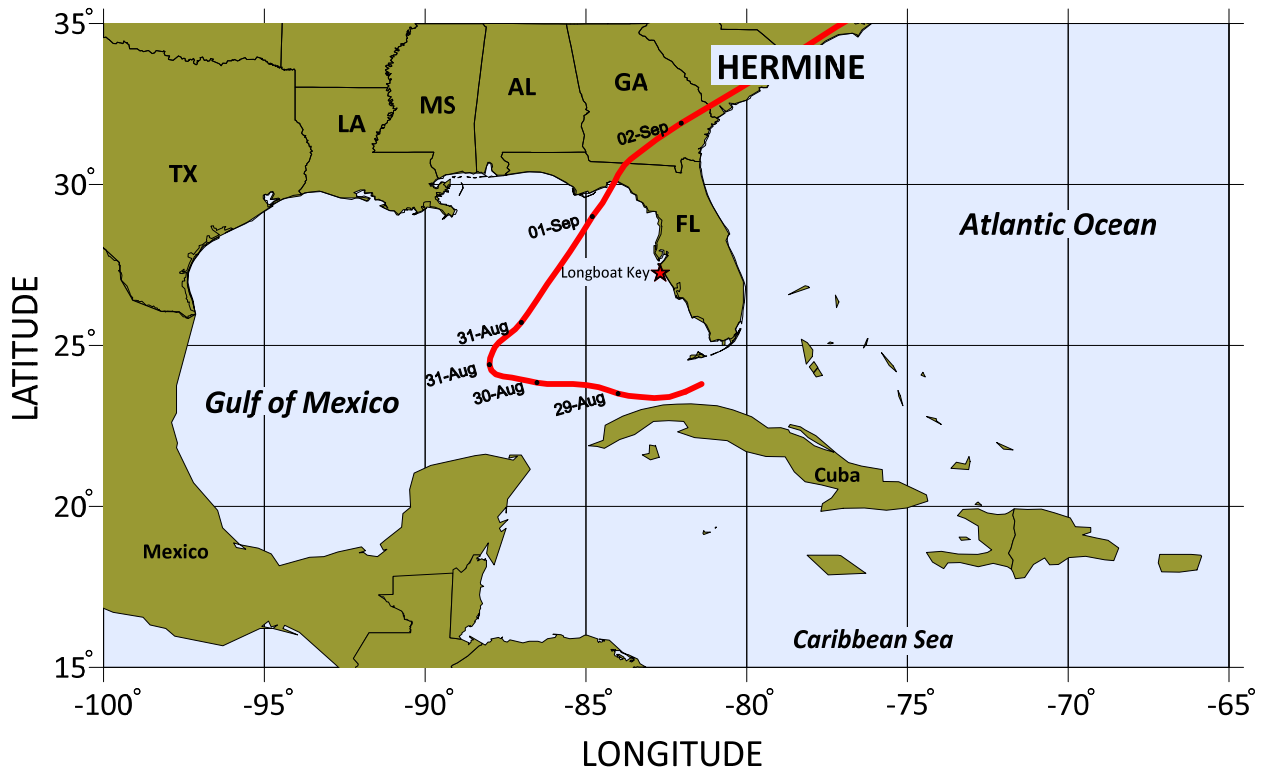 35°
HERMINE
AL
GA
MS
LA
02-Sep
TX
30°
Atlantic Ocean
FL
01-Sep
Longboat Key
31-Aug
25°
31-Aug
30-Aug
29-Aug
Gulf of Mexico
LATITUDE
Cuba
20°
Mexico
Caribbean Sea
15°
-100° -95° -90° -85° -80° -75° -70° -65°
LONGITUDE